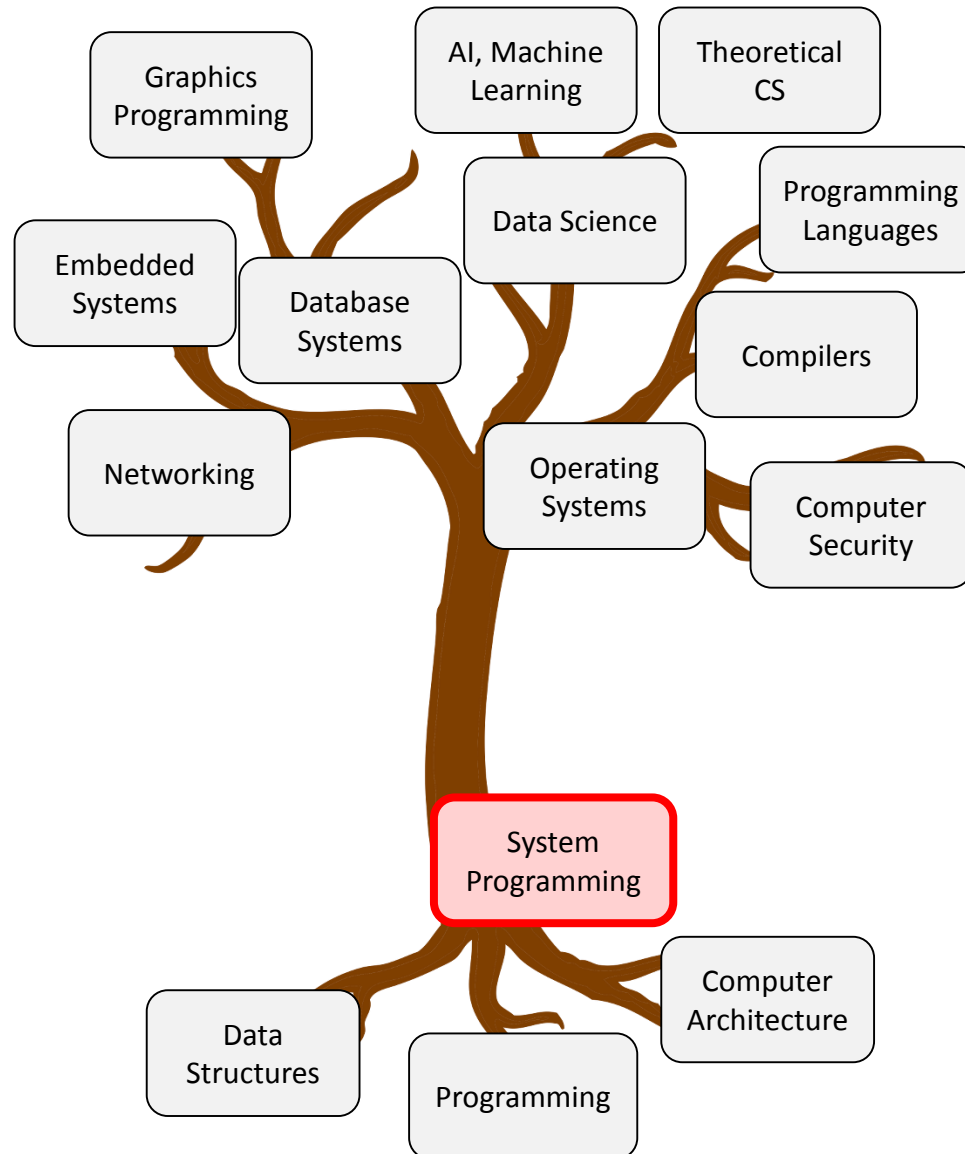 Graphics
Programming
AI, Machine
Learning
Theoretical
CS
Embedded
Systems
Database
Systems
Data Science
Programming
Languages
Compilers
Networking
Operating
Systems
Computer
Security
System
Programming
Data
Structures
Programming
Computer
Architecture